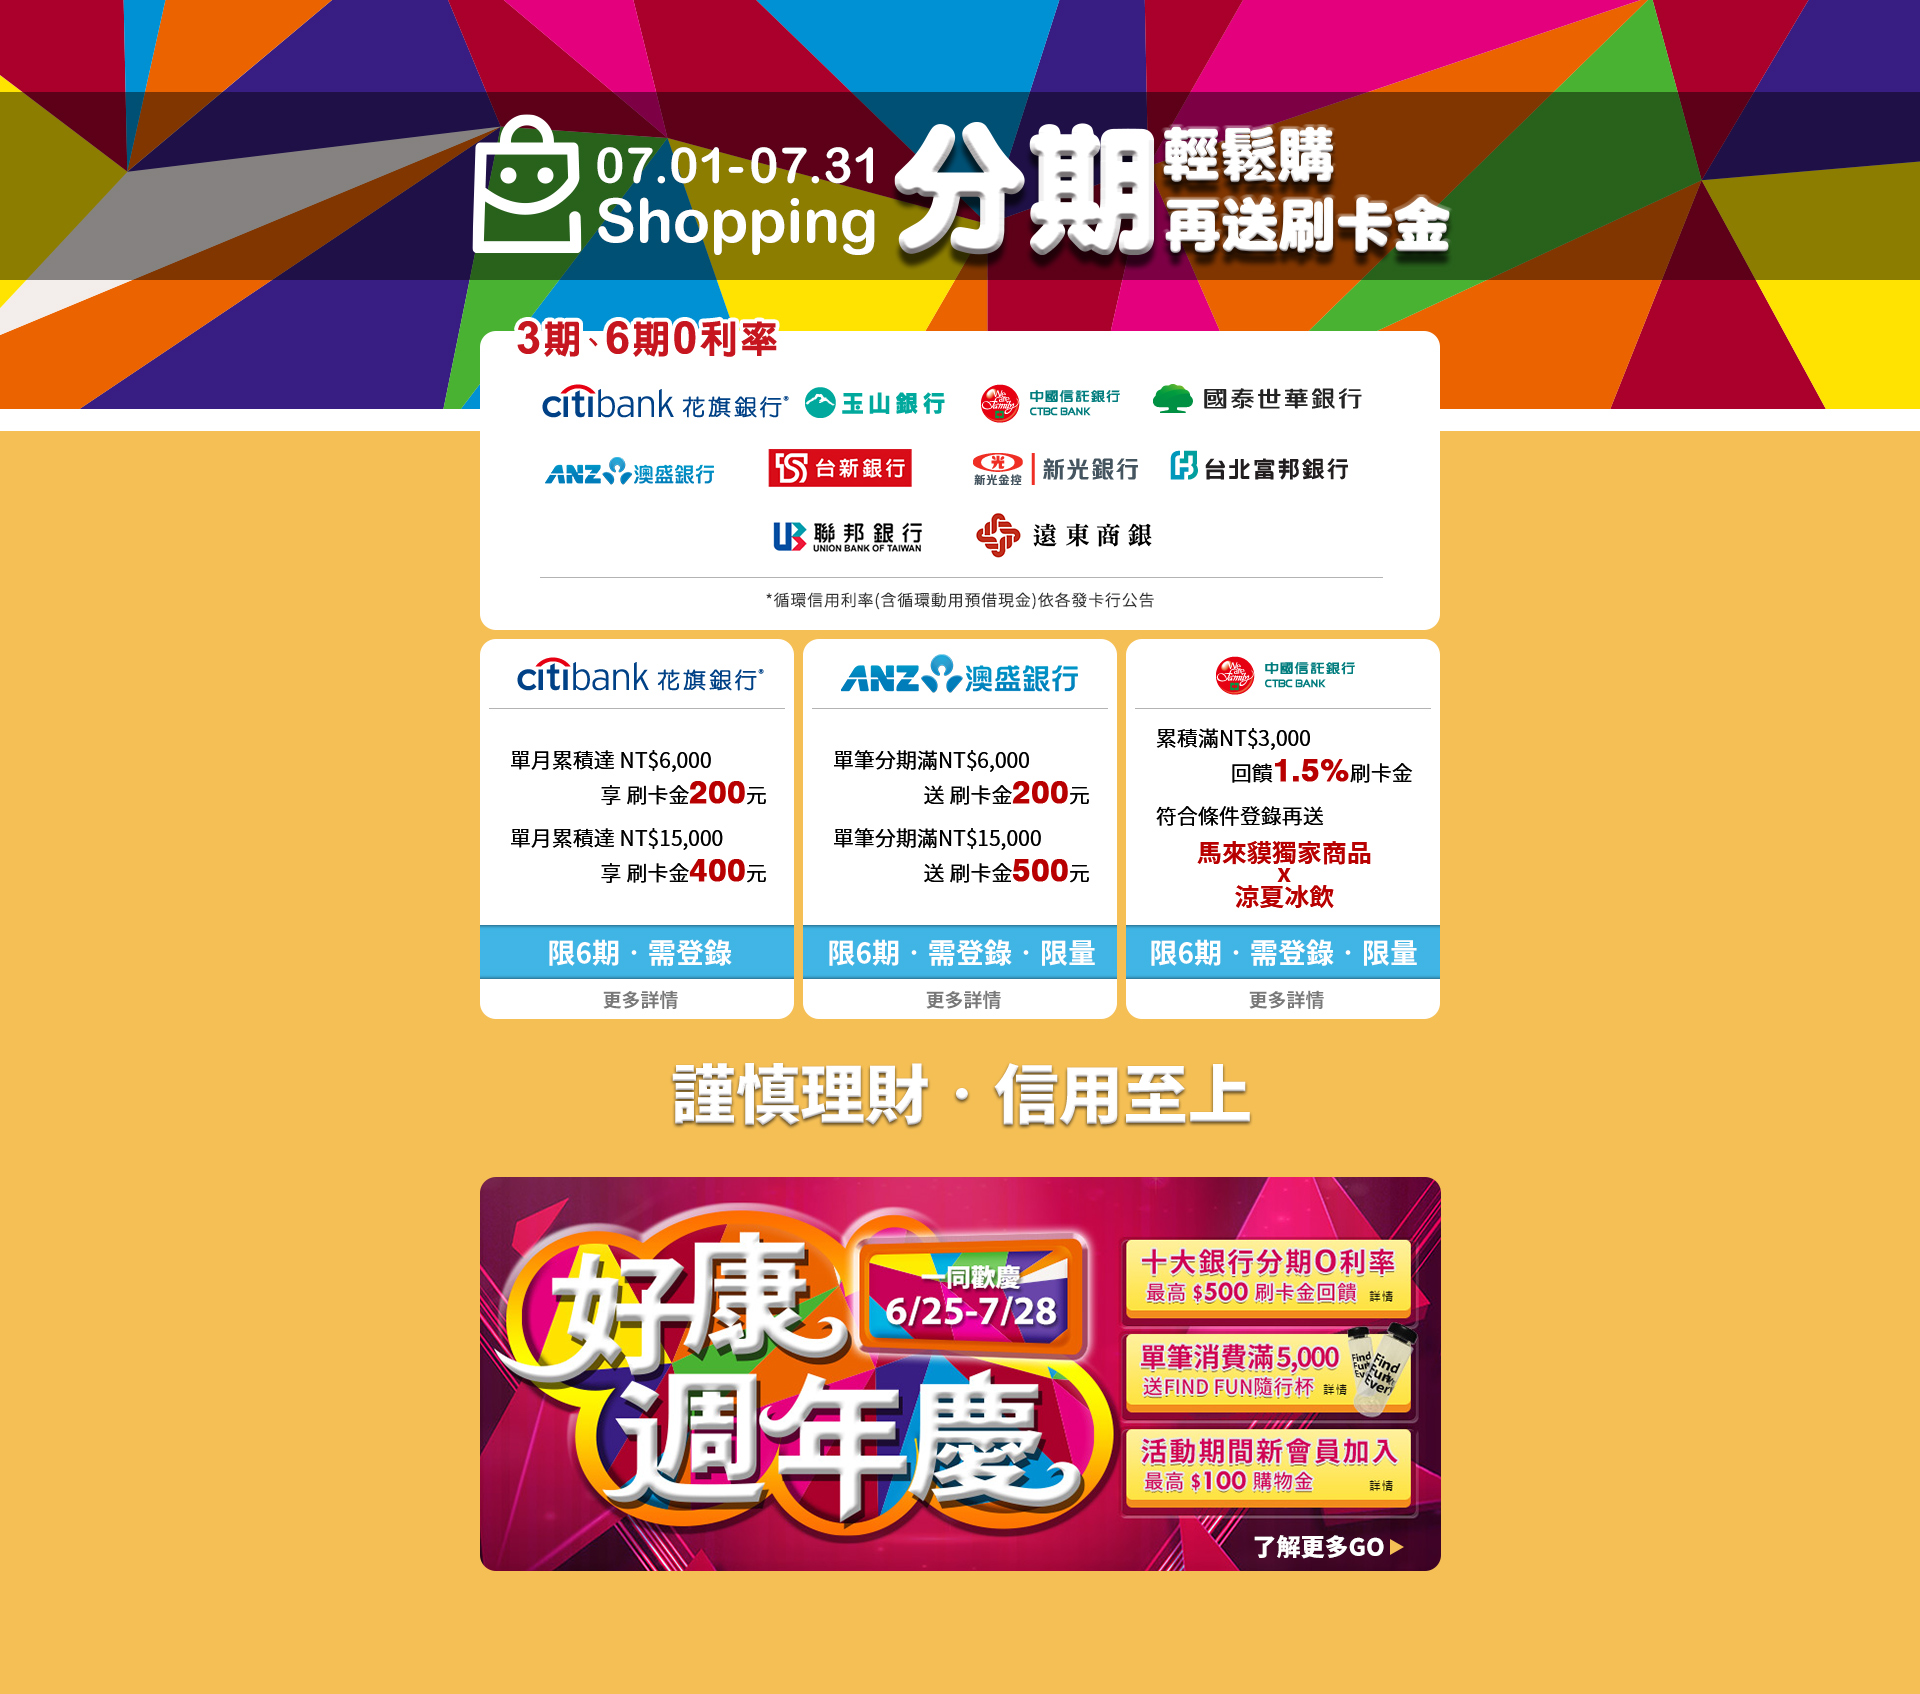 07.01-07.31
Shopping
分期
輕鬆購
再送刷卡金
3期、6期0利率
citibank 花旗銀行®
玉山銀行
We care Family
中國信託銀行
CTBC BANK
國泰世華銀行
ANZ 澳盛銀行
台新銀行
光
新光金控
新光銀行
台北富邦銀行
聯邦銀行
UNION BANK OF TAIWAN
遠東商銀
*循環信用利率(含循環動用預借現金)依各發卡行公告
citibank 花旗銀行®
單月累積達 NT$6,000
享 刷卡金200元
單月累積達 NT$15,000
享 刷卡金400元
限6期．需登錄
更多詳情
ANZ 澳盛銀行
單筆分期滿NT$6,000
送 刷卡金200元
單筆分期滿NT$15,000
送 刷卡金500元
限6期．需登錄．限量
更多詳情
We care Family
中國信託銀行
CTBC BANK
累積滿NT$3,000
回饋1.5%刷卡金
符合條件登錄再送
馬來貘獨家商品
x
涼夏冰飲
限6期．需登錄．限量
更多詳情
謹慎理財．信用至上
好康
週年慶
一同歡慶
6/25-7/28
十大銀行分期0利率
最高 $500 刷卡金回饋 詳情
單筆消費滿5,000
送FIND FUN隨行杯 詳情
Find
Fun
Ever!
活動期間新會員加入
最高 $100 購物金 詳情
了解更多GO